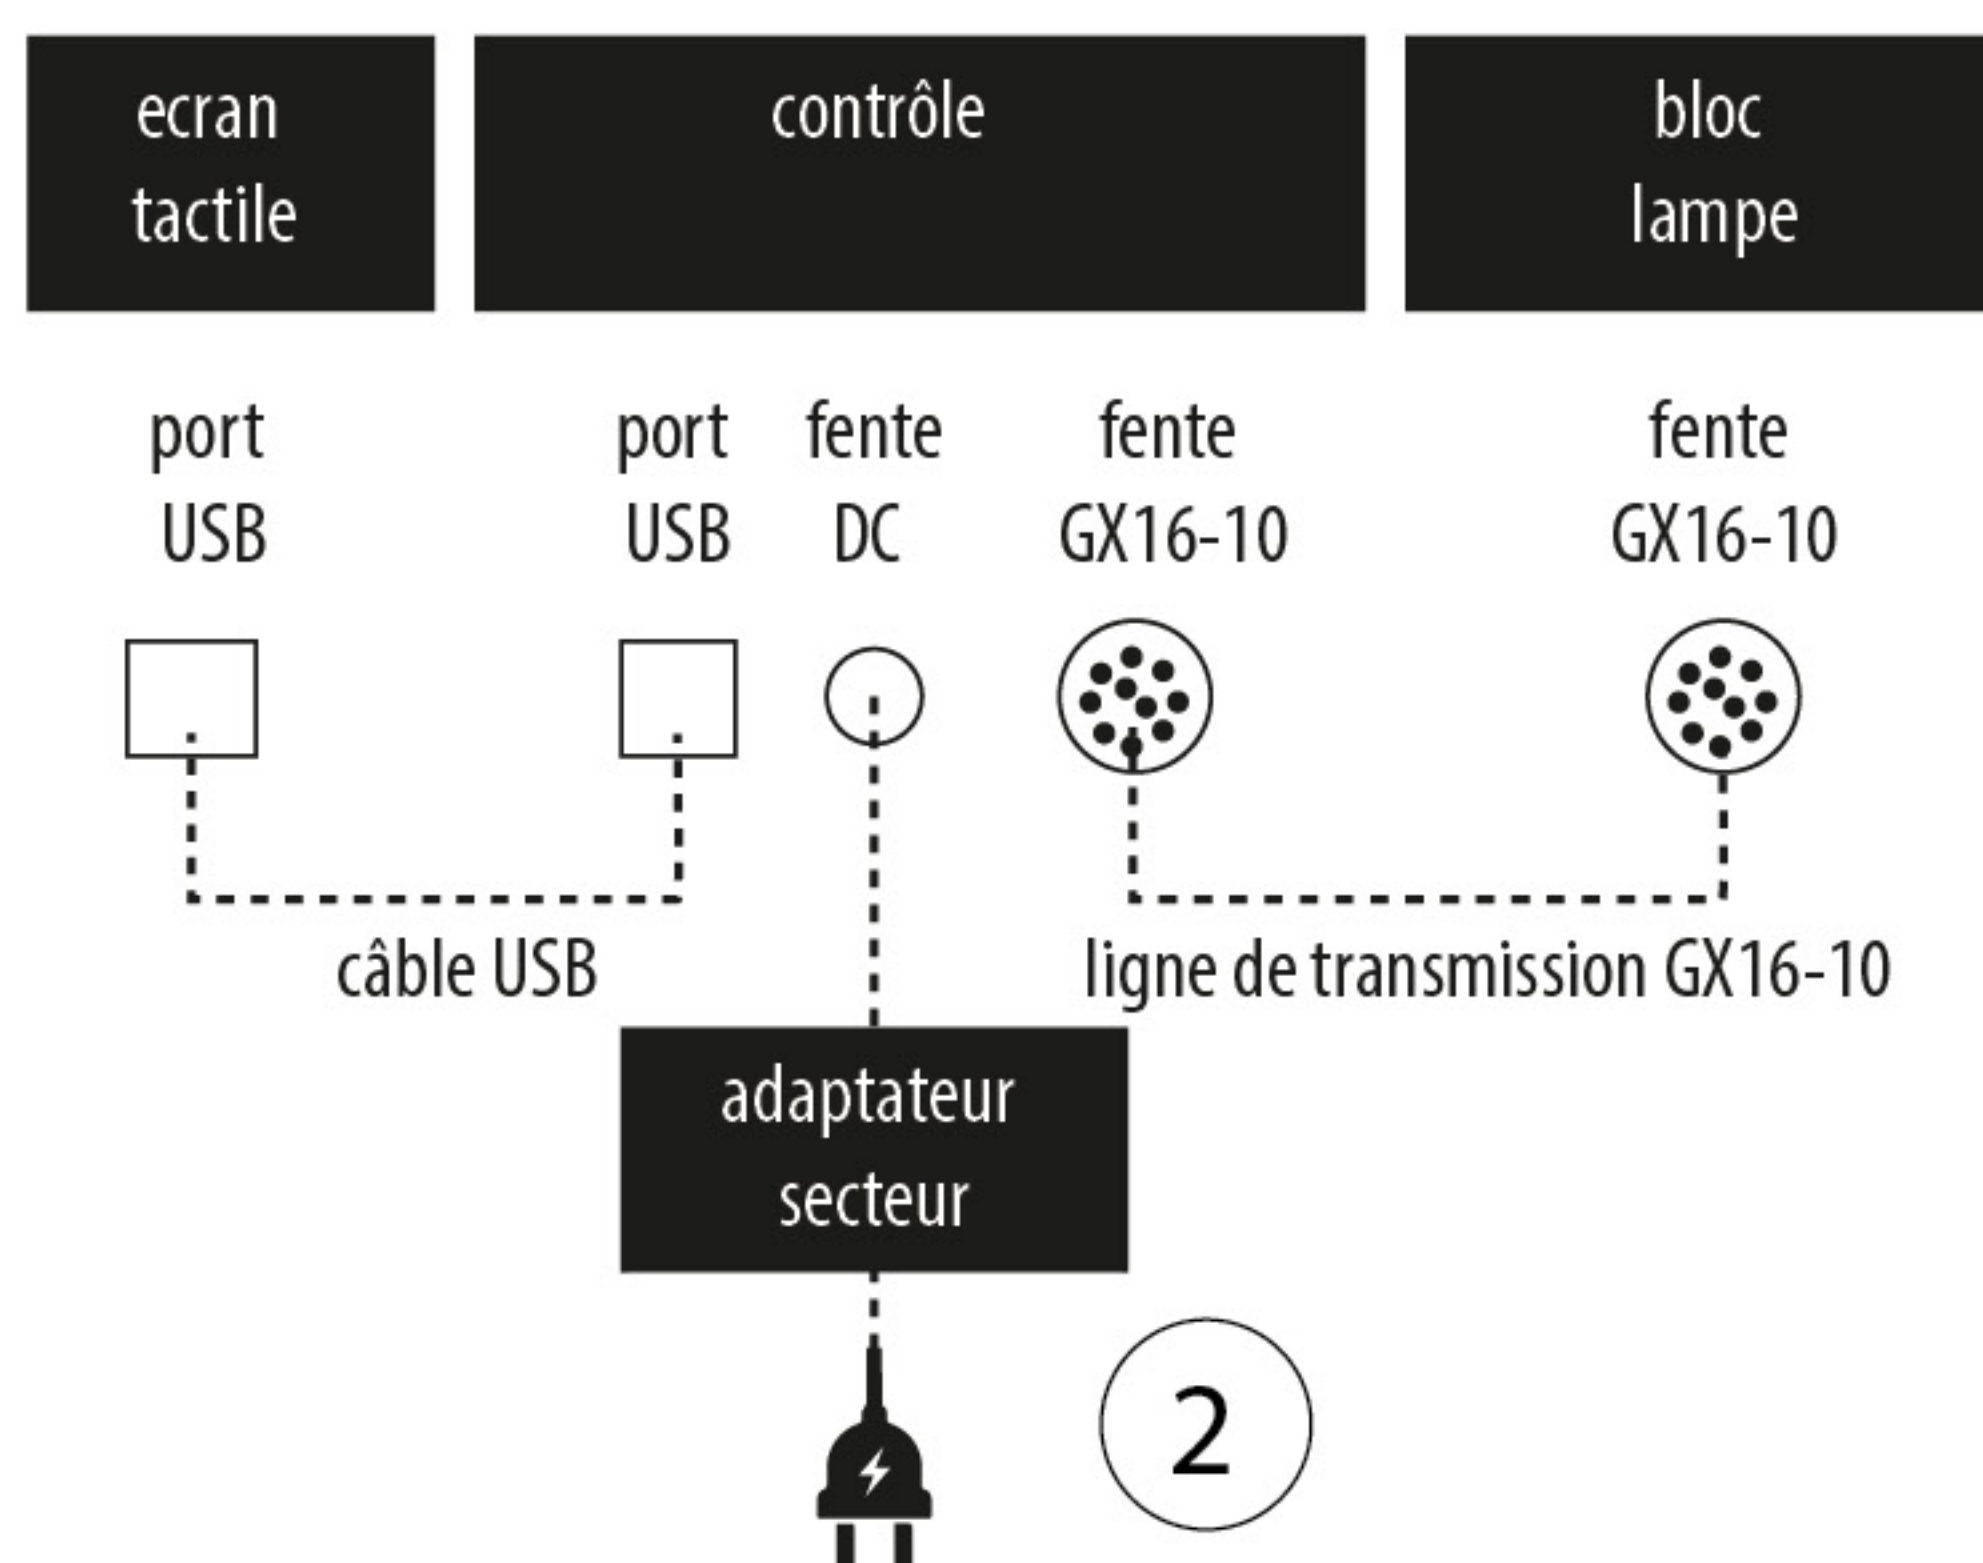 ecran
tactile
contrôle
bloc
lampe
port
USB
port
USB
fente
DC
fente
GX16-10
fente
GX16-10
câble USB
ligne de transmission GX16-10
adaptateur
secteur
2